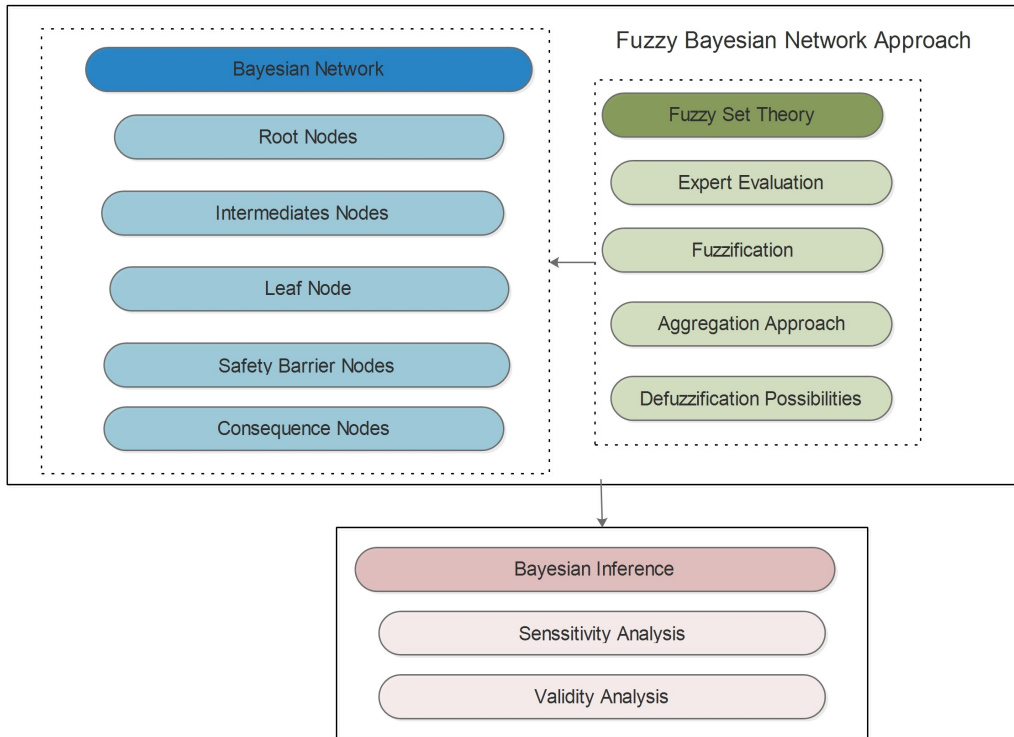 Fuzzy Bayesian Network Approach
Bayesian Network
Root Nodes
Intermediates Nodes
Leaf Node
Safety Barrier Nodes
Consequence Nodes
Fuzzy Set Theory
Expert Evaluation
Fuzzification
Aggregation Approach
Defuzzification Possibilities
Bayesian Inference
Senssitivity Analysis
Validity Analysis